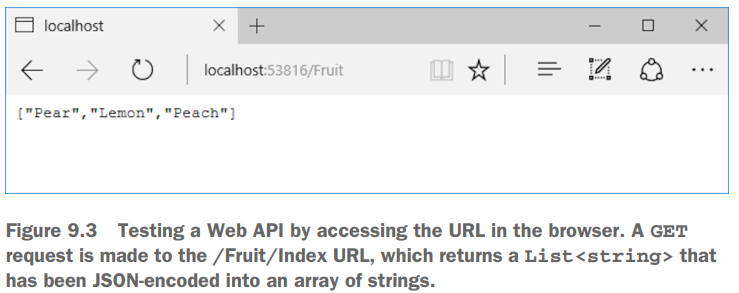 localhost
localhost:53816/Fruit
["Pear","Lemon","Peach"]
Figure 9.3 Testing a Web API by accessing the URL in the browser. A GET
request is made to the /Fruit/Index URL, which returns a List<string> that
has been JSON-encoded into an array of strings.